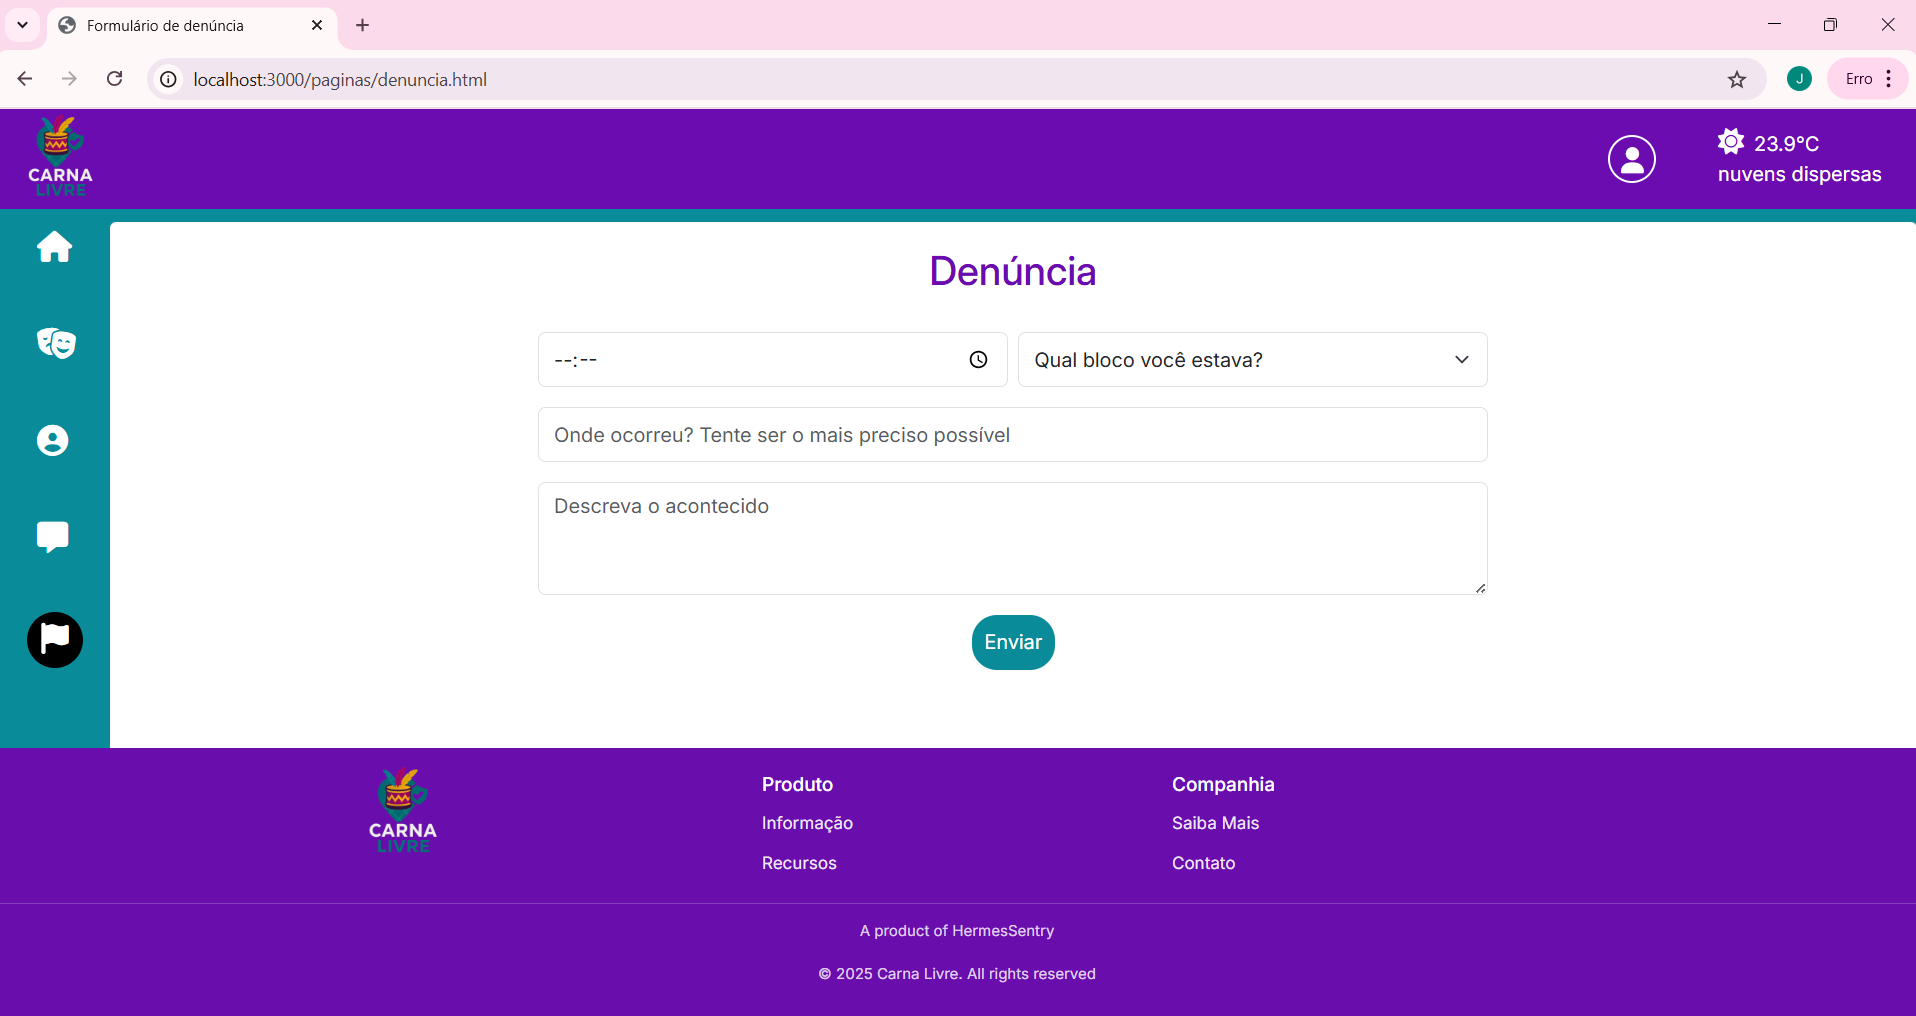 Formulário de denúncia
localhost:3000/paginas/denuncia.html
J
Erro
CARNA
LIVRE
23.9°C
nuvens dispersas
Denúncia
--:--
Qual bloco você estava?
Onde ocorreu? Tente ser o mais preciso possível
Descreva o acontecido
Enviar
CARNA
LIVRE
Produto
Informação
Recursos
Companhia
Saiba Mais
Contato
A product of HermesSentry
© 2025 Carna Livre. All rights reserved